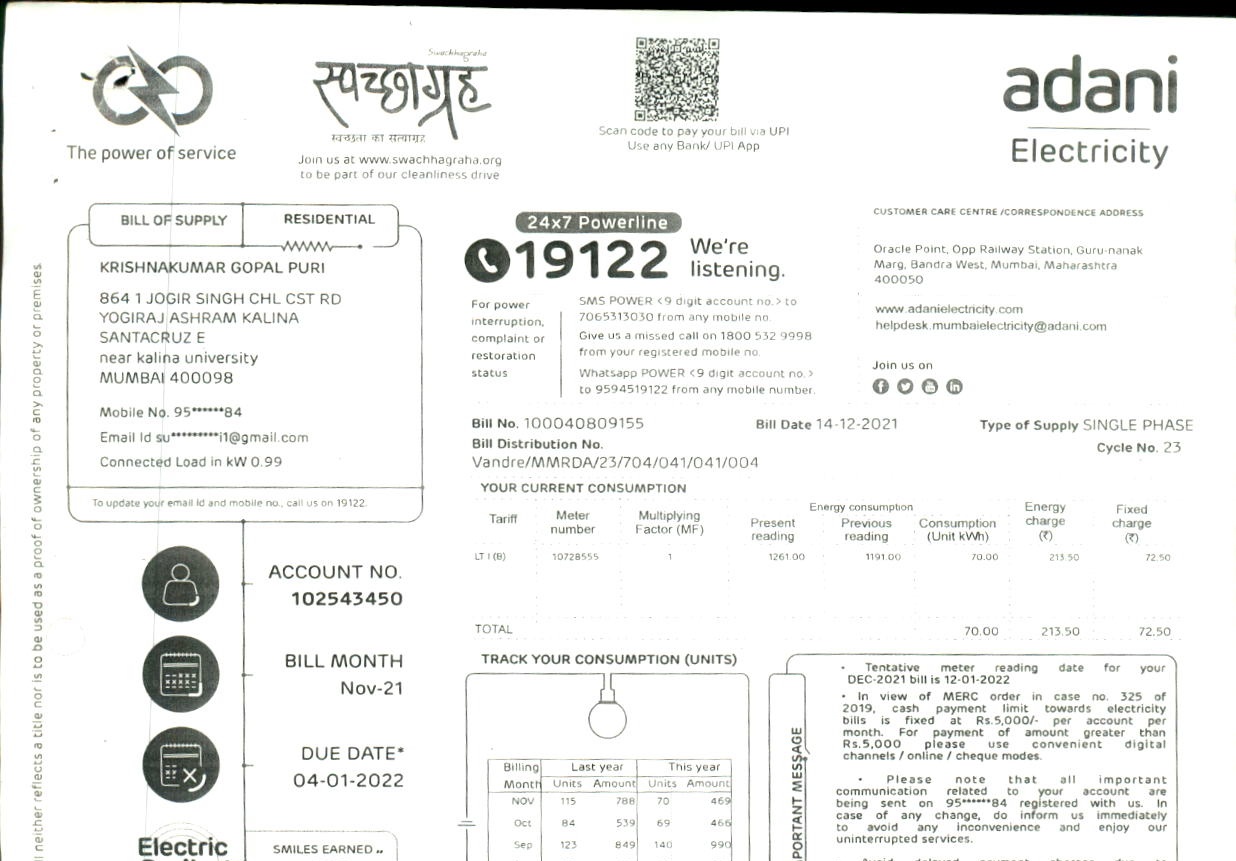 The power of service
Swachhagraha
स्वच्छाग्रह
स्वच्छता का सत्याग्रह
Join us at www.swachhagraha.org
to be part of our cleanliness drive
Scan code to pay your bill via UPI
Use any Bank/ UPI App
adani
Electricity
BILL OF SUPPLY
RESIDENTIAL
KRISHNAKUMAR GOPAL PURI
864 1 JOGIR SINGH CHL CST RD
YOGIRAJ ASHRAM KALINA
SANTACRUZ E
near kalina university
MUMBAI 400098
Mobile No. 95******84
Email Id su*********i1@gmail.com
Connected Load in kW 0.99
To update your email Id and mobile no., call us on 19122.
24x7 Powerline
19122 We're listening.
For power
interruption,
complaint or
restoration
status
SMS POWER <9 digit account no.> to
7065313030 from any mobile no.
Give us a missed call on 1800 532 9998
from your registered mobile no.
Whatsapp POWER <9 digit account no.>
to 9594519122 from any mobile number.
CUSTOMER CARE CENTRE /CORRESPONDENCE ADDRESS
Oracle Point, Opp Railway Station, Guru-nanak
Marg, Bandra West, Mumbai, Maharashtra
400050
www.adanielectricity.com
helpdesk.mumbaielectricity@adani.com
Join us on
Bill No. 100040809155 Bill Date 14-12-2021 Type of Supply SINGLE PHASE
Bill Distribution No. Cycle No. 23
Vandre/MMRDA/23/704/041/041/004
YOUR CURRENT CONSUMPTION
Energy consumption
Tariff Meter number Multiplying Factor (MF) Present reading Previous reading Consumption (Unit kWh) Energy charge (₹) Fixed charge (₹)
LT I (B) 10728555 1 1261.00 1191.00 70.00 213.50 72.50
TOTAL 70.00 213.50 72.50
ACCOUNT NO.
102543450
BILL MONTH
Nov-21
DUE DATE*
04-01-2022
Electric
SMILES EARNED
TRACK YOUR CONSUMPTION (UNITS)
Billing Last year This year
Month Units Amount Units Amount
NOV 115 788 70 469
Oct 84 539 69 466
Sep 123 849 140 990
PORTANT MESSAGE
• Tentative meter reading date for your
DEC-2021 bill is 12-01-2022
• In view of MERC order in case no. 325 of
2019, cash payment limit towards electricity
bills is fixed at Rs.5,000/- per account per
month. For payment of amount greater than
Rs.5,000 please use convenient digital
channels / online / cheque modes.
• Please note that all important
communication related to your account are
being sent on 95******84 registered with us. In
case of any change, do inform us immediately
to avoid any inconvenience and enjoy our
uninterrupted services.
neither reflects a title nor is to be used as a proof of ownership of any property or premises.